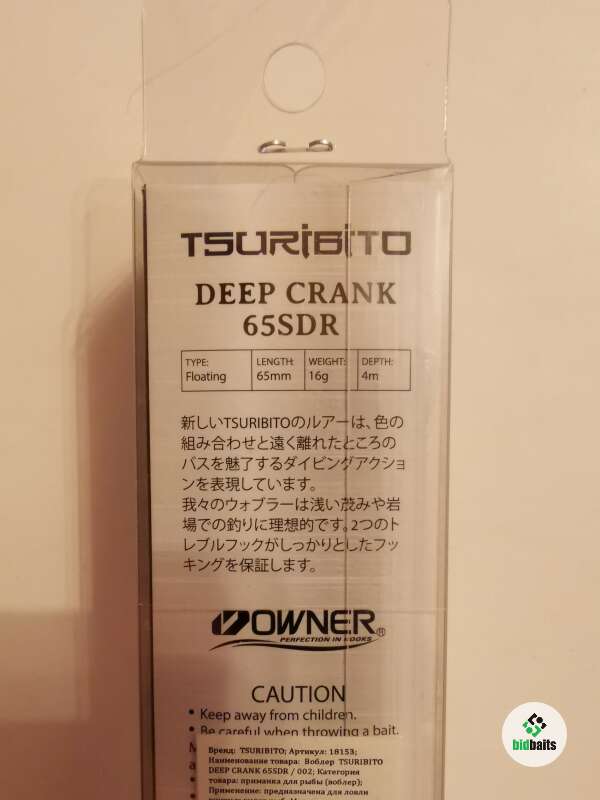 TSURIBITO
DEEP CRANK
65SDR
TYPE: LENGTH: WEIGHT: DEPTH:
Floating 65mm 16g 4m
新しいTSURIBITOのルアーは、色の
組み合わせと遠く離れたところの
バスを魅了するダイビングアクショ
ンを表現しています。
我々のウォブラーは浅い茂みや岩
場での釣りに理想的です。2つのト
レブルフックがしっかりとしたフッ
キングを保証します。
OWNER®
PERFECTION IN HOOKS
CAUTION
• Keep away from children.
• Be careful when throwing a bait.
Бренд: TSURIBITO; Артикул: 18153;
Наименование товара: Воблер TSURIBITO
DEEP CRANK 65SDR / 002; Категория
товара: приманка для рыбы (воблер);
Применение: предназначена для ловли
bidbaits